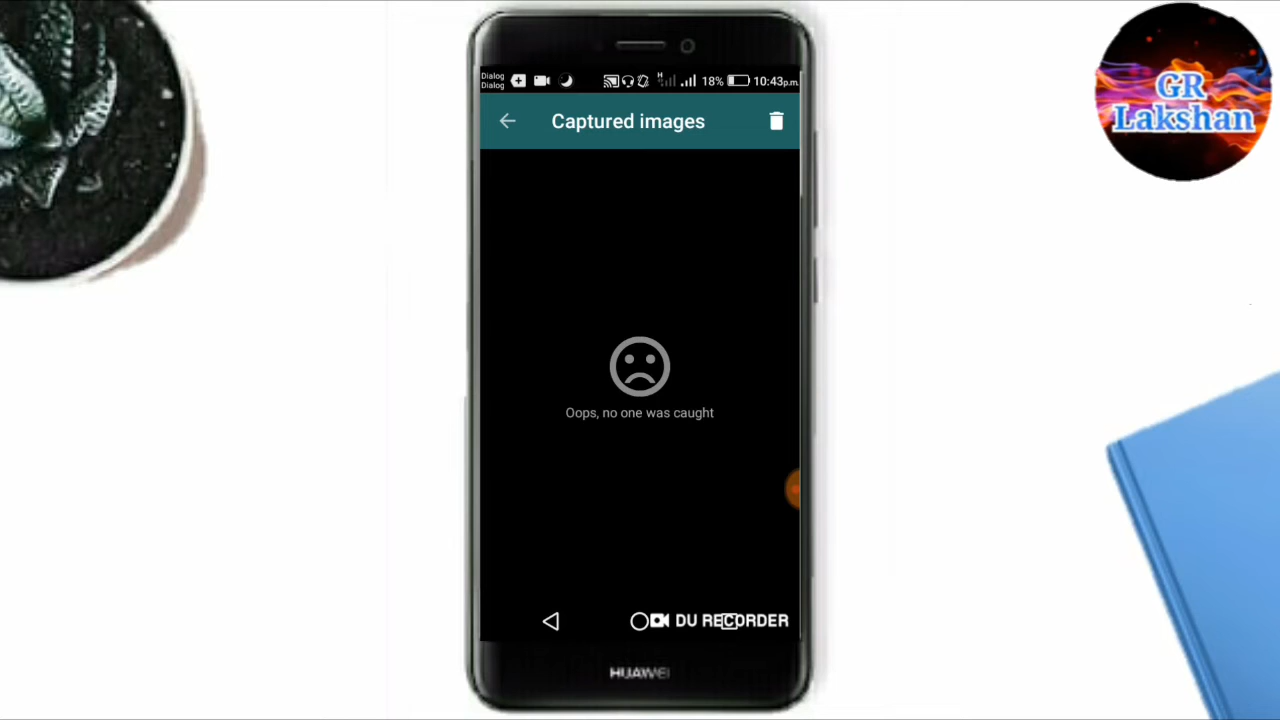 Dialog
Dialog
H
18%
10:43p.m.
Captured images
Oops, no one was caught
DU RECORDER
HUAWEI
GR
Lakshan